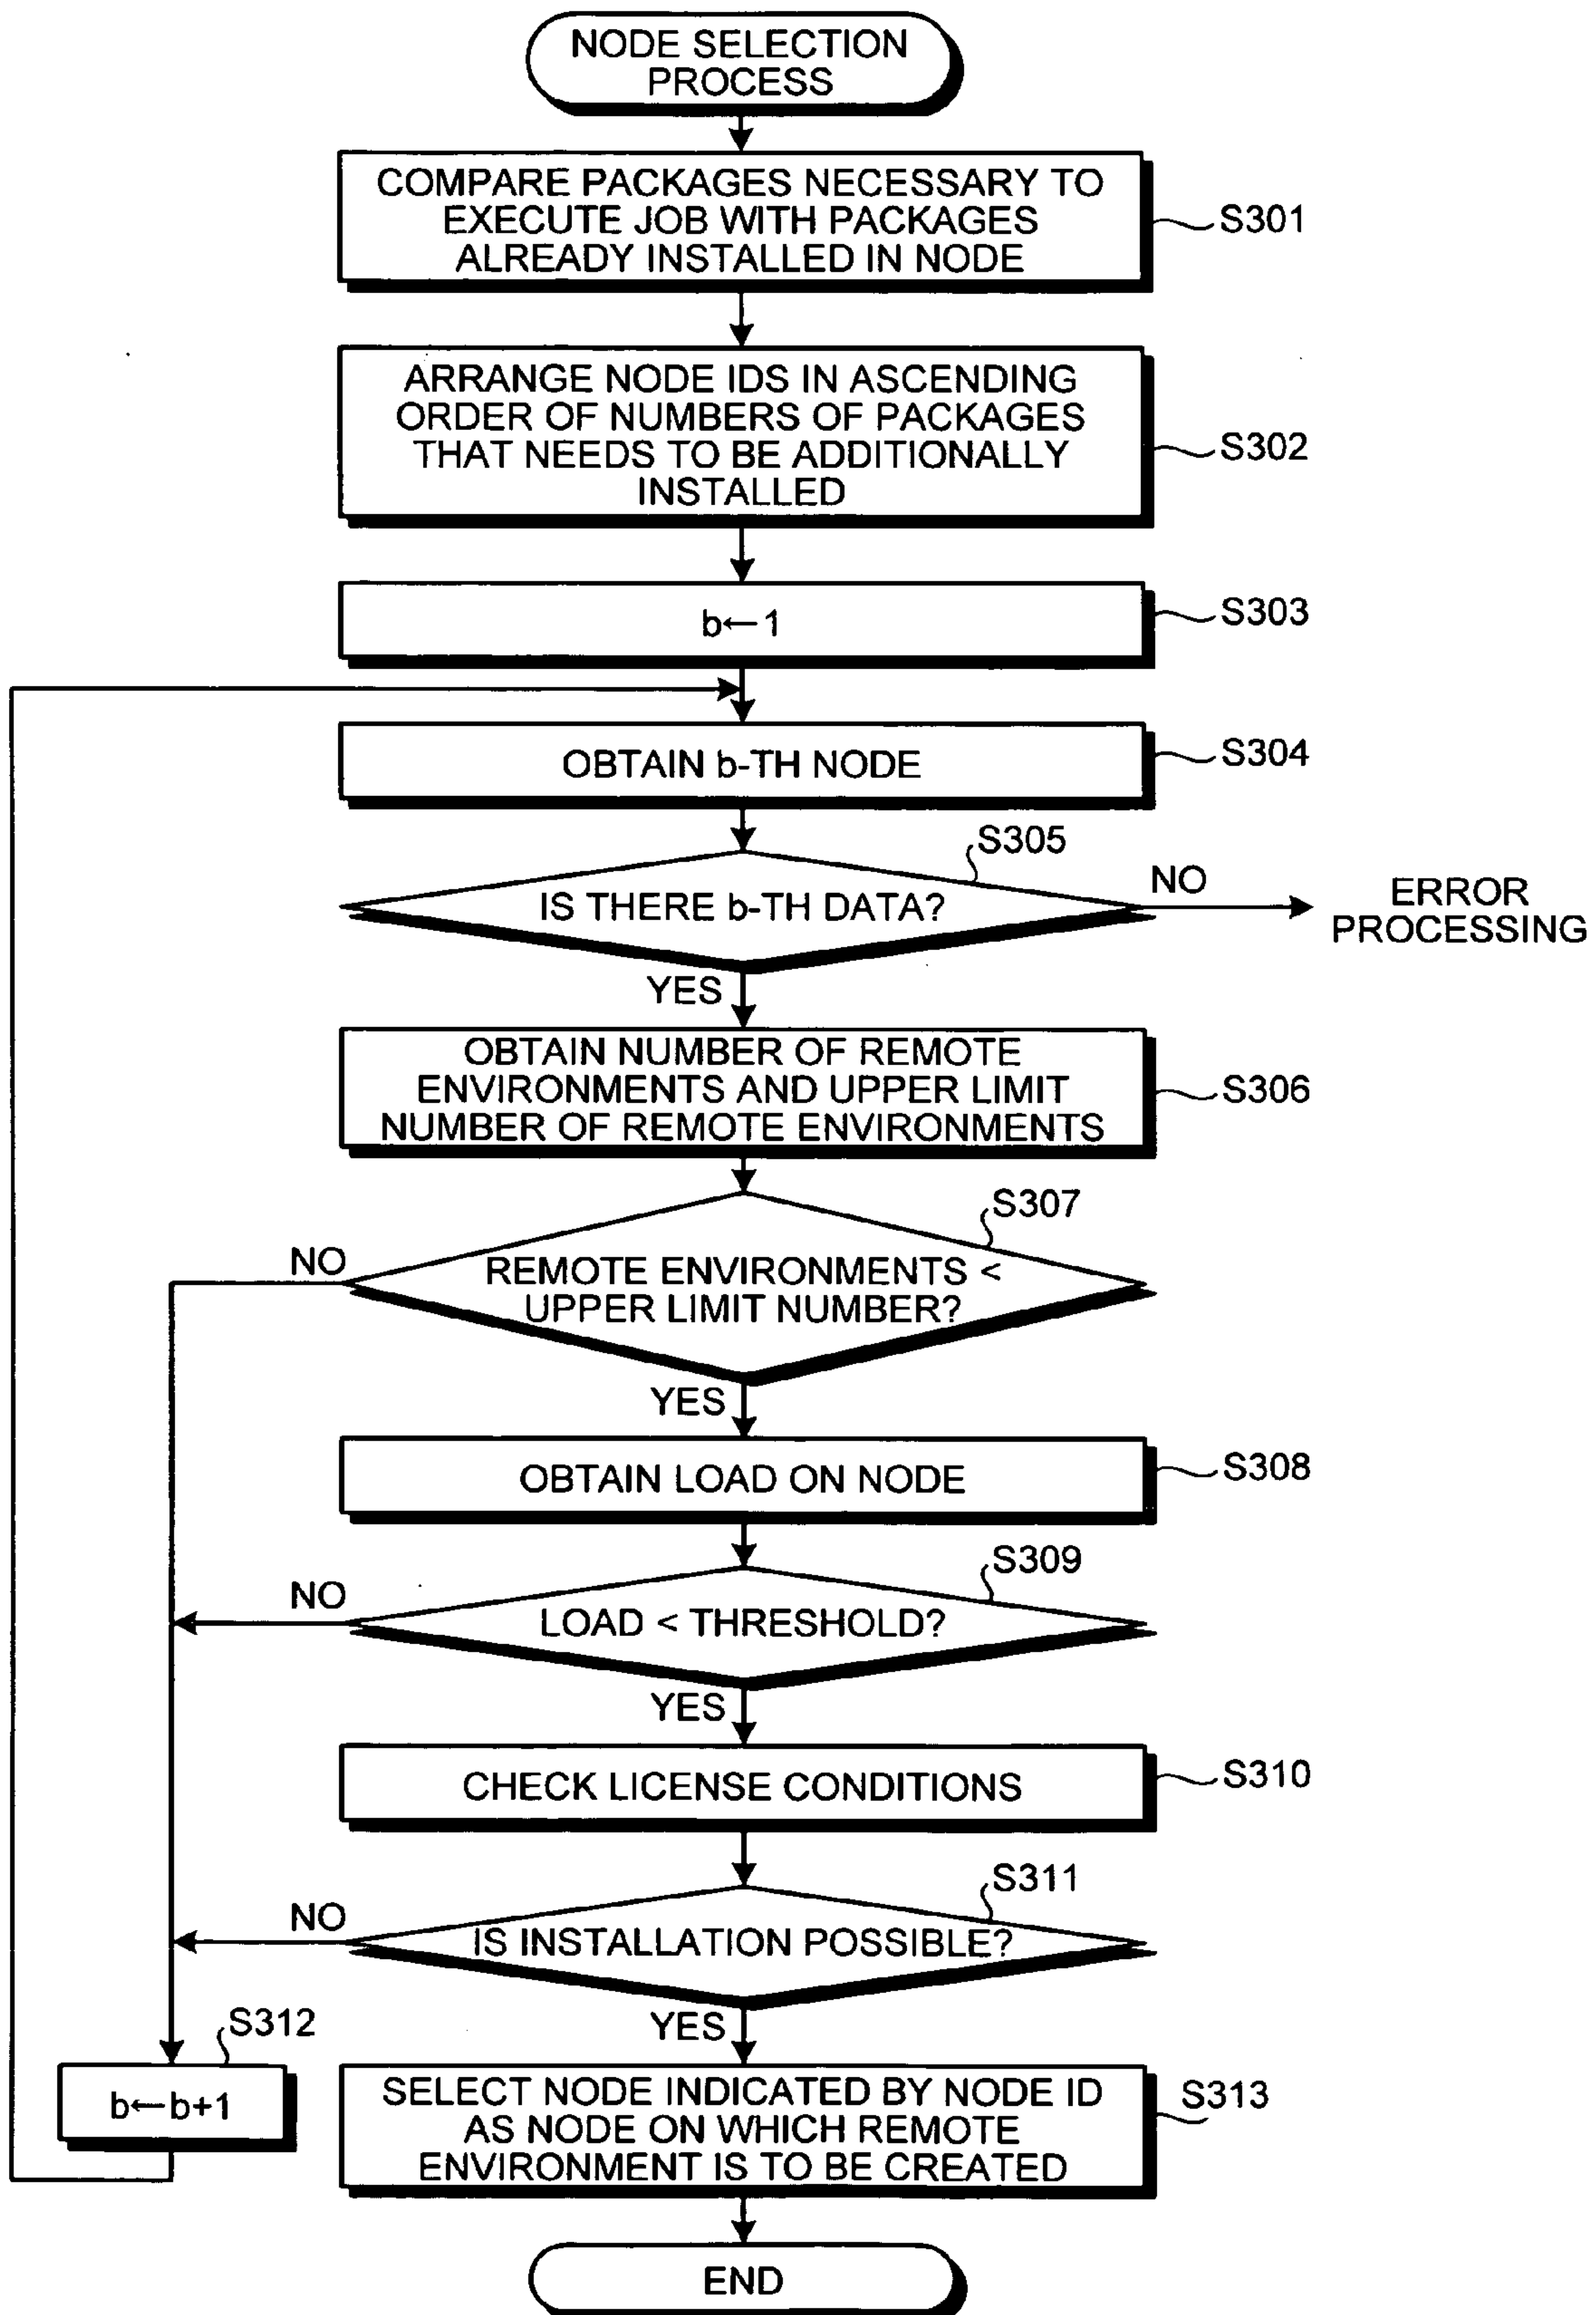 NODE SELECTION
PROCESS
COMPARE PACKAGES NECESSARY TO
EXECUTE JOB WITH PACKAGES
ALREADY INSTALLED IN NODE
S301
ARRANGE NODE IDS IN ASCENDING
ORDER OF NUMBERS OF PACKAGES
THAT NEEDS TO BE ADDITIONALLY
INSTALLED
S302
b←1
S303
OBTAIN b-TH NODE
S304
S305
IS THERE b-TH DATA?
NO
ERROR
PROCESSING
YES
OBTAIN NUMBER OF REMOTE
ENVIRONMENTS AND UPPER LIMIT
NUMBER OF REMOTE ENVIRONMENTS
S306
S307
NO
REMOTE ENVIRONMENTS <
UPPER LIMIT NUMBER?
YES
OBTAIN LOAD ON NODE
S308
S309
NO
LOAD < THRESHOLD?
YES
CHECK LICENSE CONDITIONS
S310
S311
NO
IS INSTALLATION POSSIBLE?
YES
S312
b←b+1
SELECT NODE INDICATED BY NODE ID
AS NODE ON WHICH REMOTE
ENVIRONMENT IS TO BE CREATED
S313
END